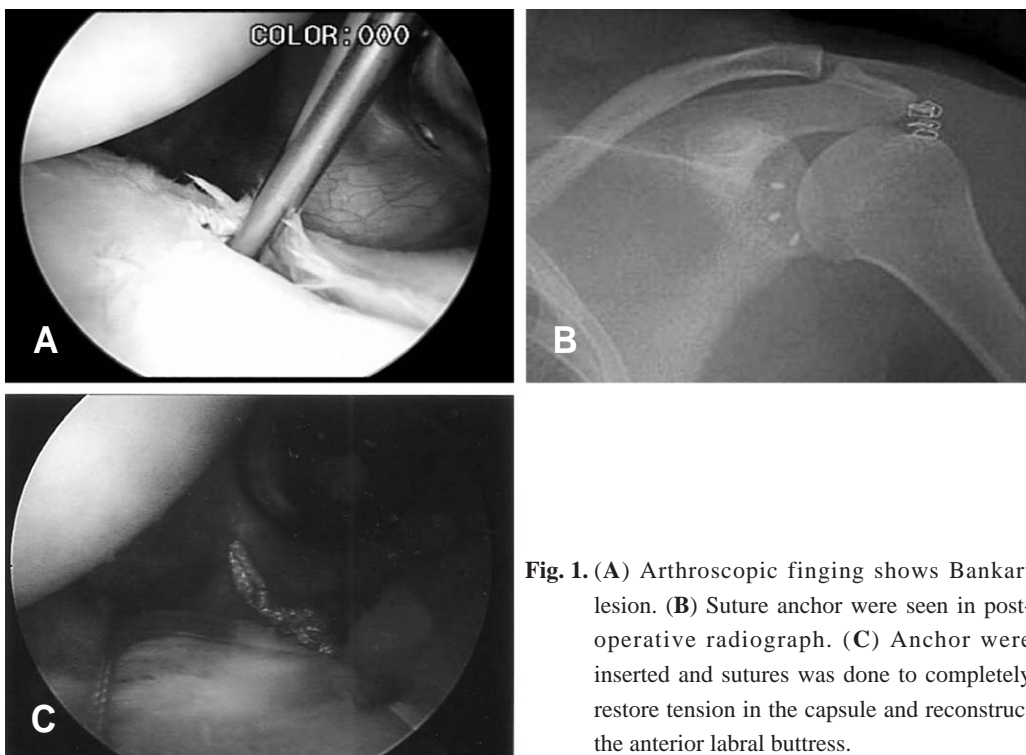 COLOR:000
A
B
C
Fig. 1. (A) Arthroscopic finging shows Bankart
lesion. (B) Suture anchor were seen in post-
operative radiograph. (C) Anchor were
inserted and sutures was done to completely
restore tension in the capsule and reconstruct
the anterior labral buttress.